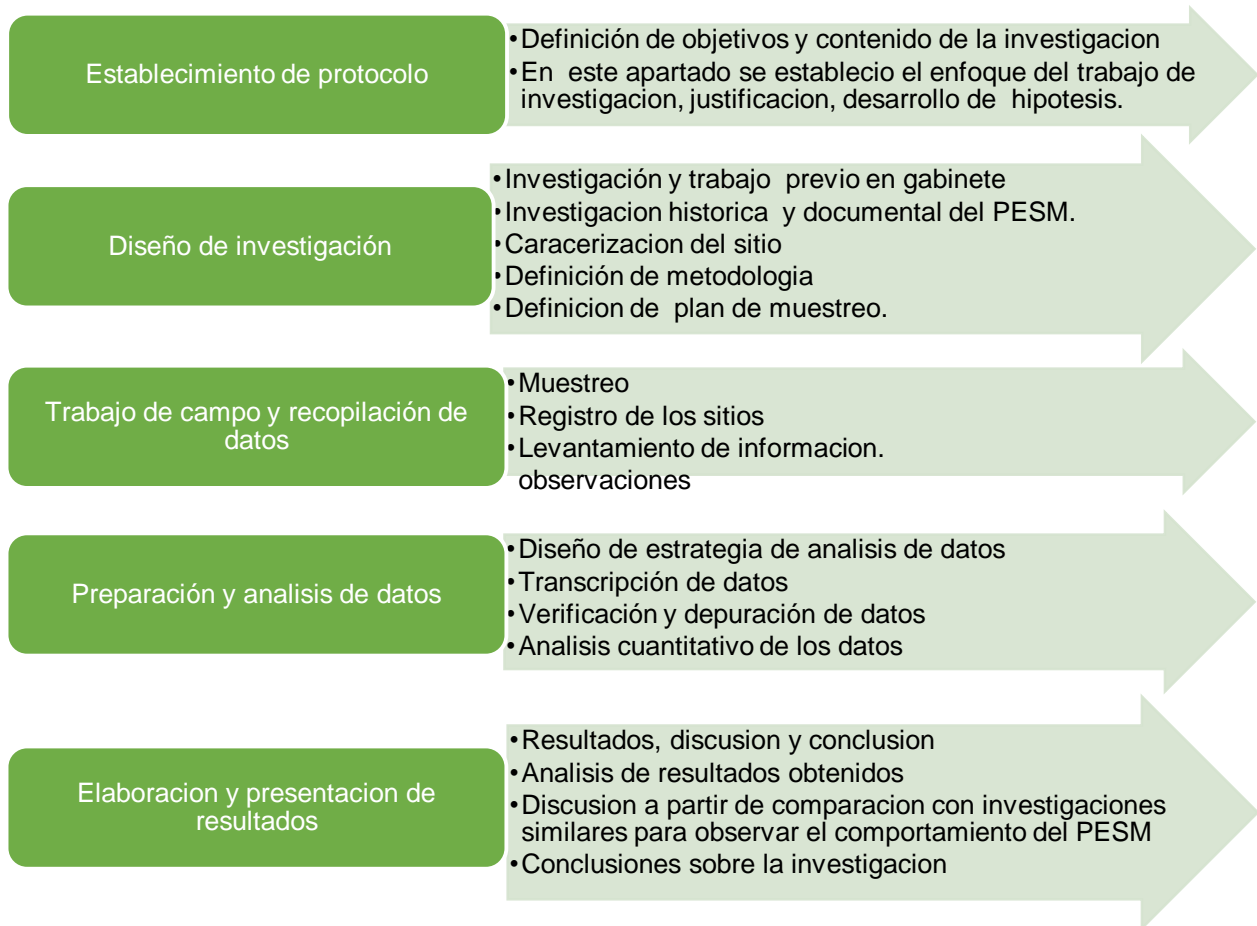 Establecimiento de protocolo
•Definición de objetivos y contenido de la investigacion
•En este apartado se establecio el enfoque del trabajo de
investigacion, justificacion, desarrollo de hipotesis.
Diseño de investigación
•Investigación y trabajo previo en gabinete
•Investigacion historica y documental del PESM.
•Caracerizacion del sitio
•Definición de metodologia
•Definicion de plan de muestreo.
Trabajo de campo y recopilación de
datos
•Muestreo
•Registro de los sitios
•Levantamiento de informacion.
observaciones
Preparación y analisis de datos
•Diseño de estrategia de analisis de datos
•Transcripción de datos
•Verificación y depuración de datos
•Analisis cuantitativo de los datos
Elaboracion y presentacion de
resultados
•Resultados, discusion y conclusion
•Analisis de resultados obtenidos
•Discusion a partir de comparacion con investigaciones
similares para observar el comportamiento del PESM
•Conclusiones sobre la investigacion